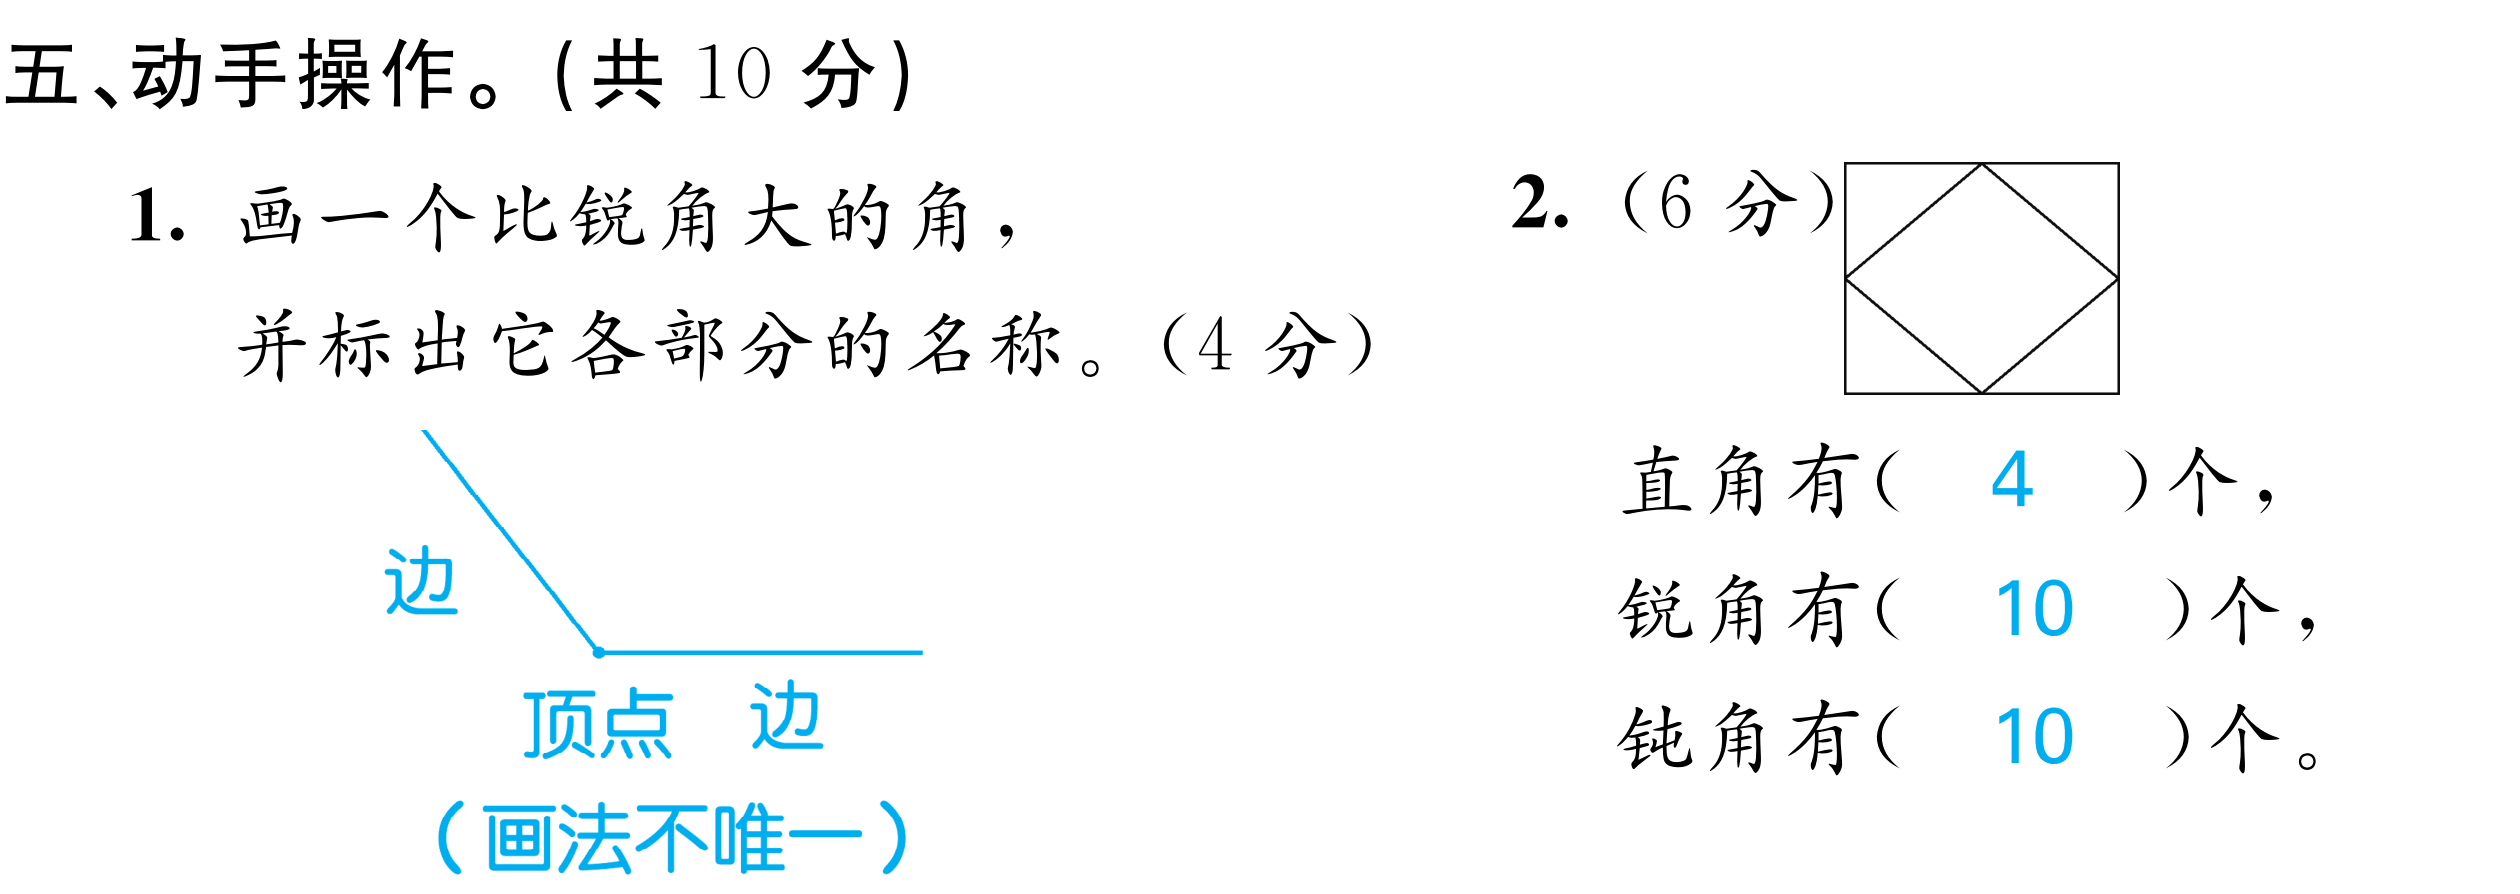 五、动手操作。(共 10 分)
1. 画一个比锐角大的角,
并标出它各部分的名称。(4 分)
边
顶点 边
(画法不唯一)
2. (6 分)
直角有( 4 )个,
锐角有( 10 )个,
钝角有( 10 )个。